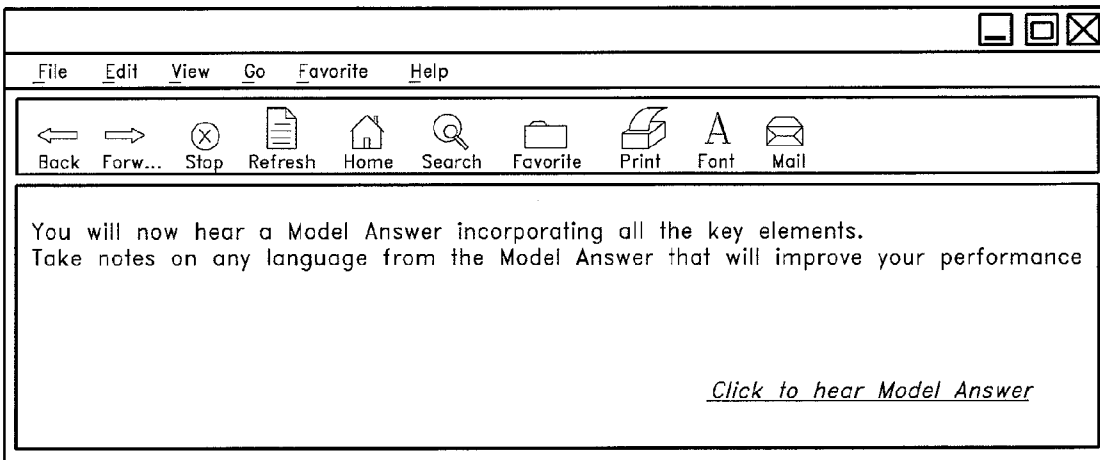 File Edit View Go Favorite Help
Back Forw... Stop Refresh Home Search Favorite Print Font Mail
You will now hear a Model Answer incorporating all the key elements.
Take notes on any language from the Model Answer that will improve your performance
Click to hear Model Answer